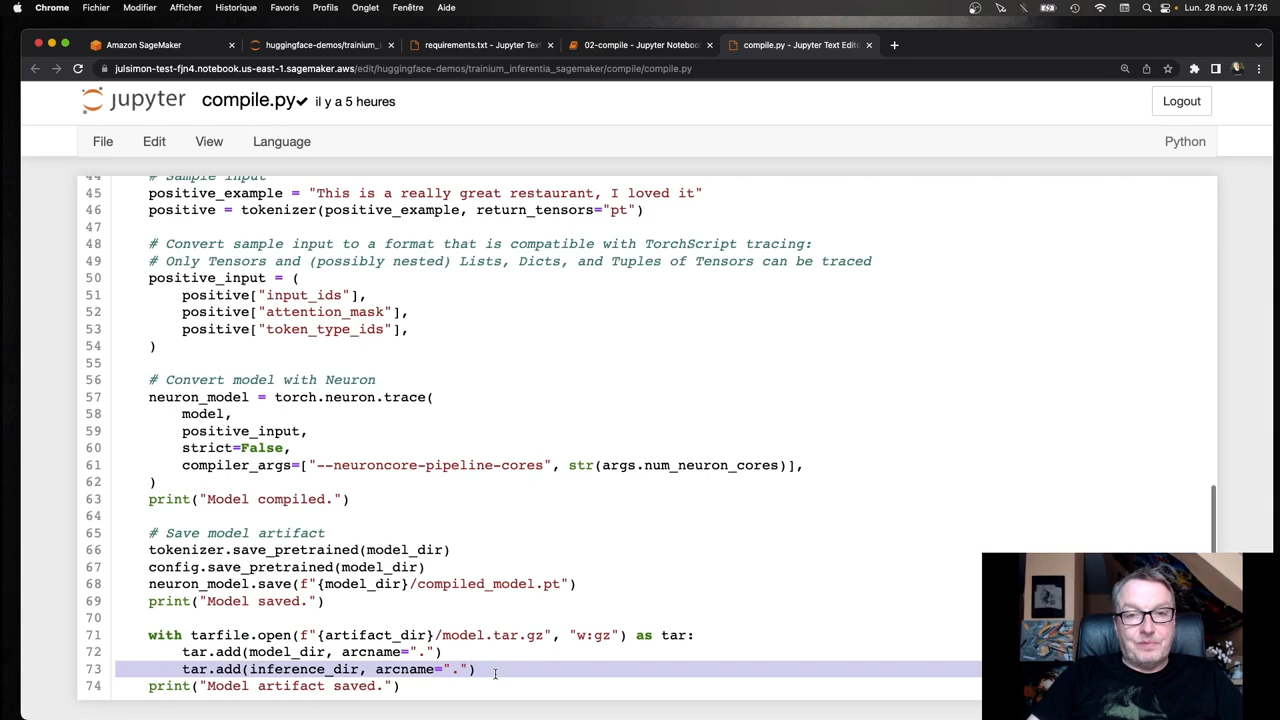 Chrome Fichier Modifier Afficher Historique Favoris Profils Onglet Fenêtre Aide Lun. 28 nov. à 17:26
Amazon SageMaker
huggingface-demos/trainium_i
requirements.txt - Jupyter Text
02-compile - Jupyter Notebook
compile.py - Jupyter Text Edito
julsimon-test-fjn4.notebook.us-east-1.sagemaker.aws/edit/huggingface-demos/trainium_inferentia_sagemaker/compile/compile.py
jupyter compile.py il y a 5 heures
Logout
File Edit View Language Python
44 # Sample input
45 positive_example = "This is a really great restaurant, I loved it"
46 positive = tokenizer(positive_example, return_tensors="pt")
47
48 # Convert sample input to a format that is compatible with TorchScript tracing:
49 # Only Tensors and (possibly nested) Lists, Dicts, and Tuples of Tensors can be traced
50 positive_input = (
51 positive["input_ids"],
52 positive["attention_mask"],
53 positive["token_type_ids"],
54 )
55
56 # Convert model with Neuron
57 neuron_model = torch.neuron.trace(
58 model,
59 positive_input,
60 strict=False,
61 compiler_args=["--neuroncore-pipeline-cores", str(args.num_neuron_cores)],
62 )
63 print("Model compiled.")
64
65 # Save model artifact
66 tokenizer.save_pretrained(model_dir)
67 config.save_pretrained(model_dir)
68 neuron_model.save(f"{model_dir}/compiled_model.pt")
69 print("Model saved.")
70
71 with tarfile.open(f"{artifact_dir}/model.tar.gz", "w:gz") as tar:
72 tar.add(model_dir, arcname=".")
73 tar.add(inference_dir, arcname=".")
74 print("Model artifact saved.")